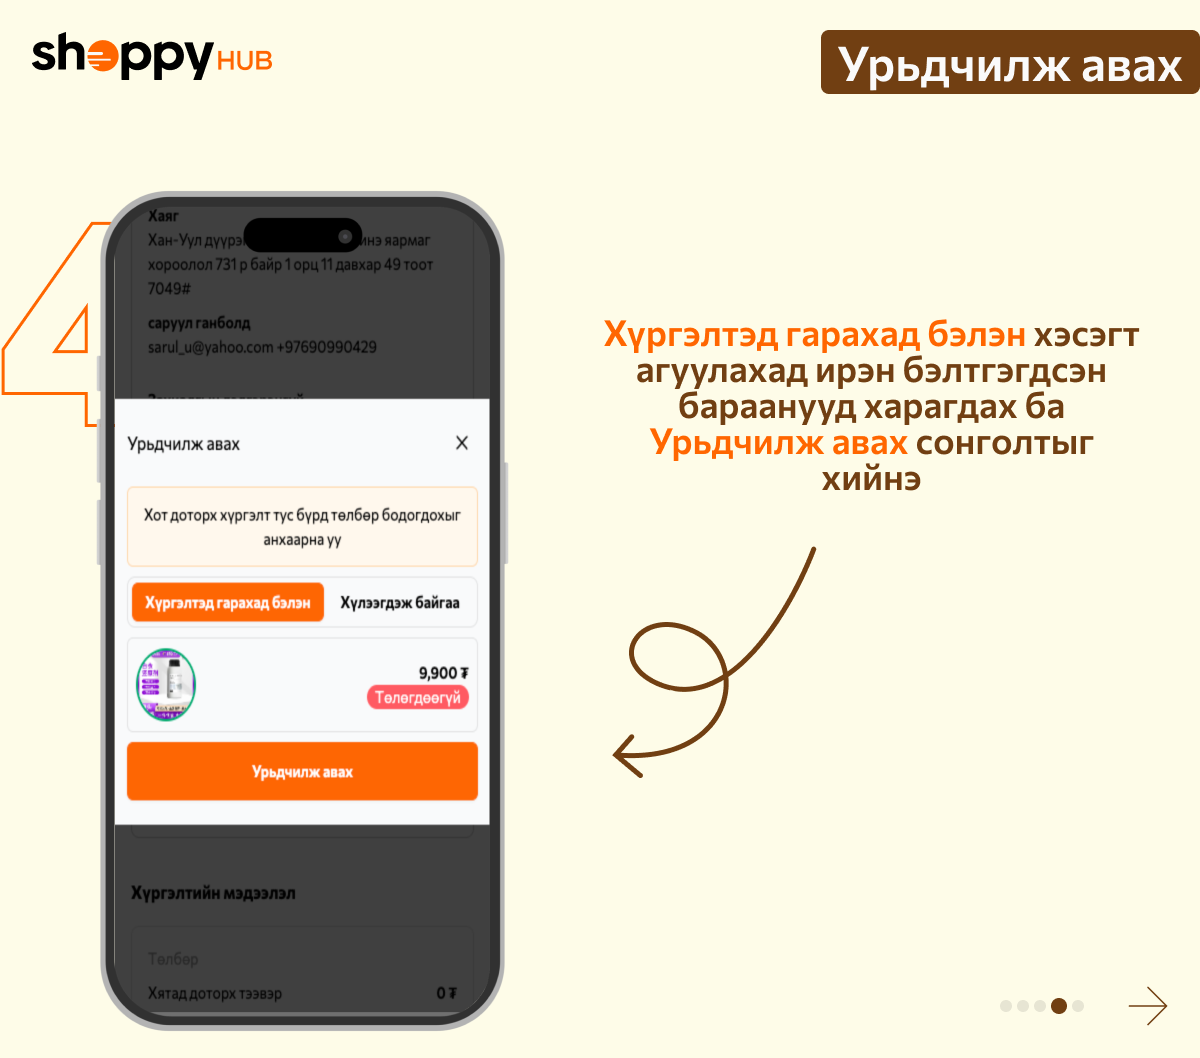 shoppy HUB
Урьдчилж авах
4
Хаяг
Хан-Уул дүүрэ инэ яармаг
хороолол 731 р байр 1 орц 11 давхар 49 тоот
7049#
саруул ганболд
sarul_u@yahoo.com +97690990429
Урьдчилж авах
Хот доторх хүргэлт тус бүрд төлбөр бодогдохыг
анхаарна уу
Хүргэлтэд гарахад бэлэн Хүлээгдэж байгаа
9,900 ₮
Төлөгдөөгүй
Урьдчилж авах
Хүргэлтийн мэдээлэл
Төлбөр
Хятад доторх тээвэр 0 ₮
Хүргэлтэд гарахад бэлэн хэсэгт
агуулахад ирэн бэлтгэгдсэн
бараанууд харагдах ба
Урьдчилж авах сонголтыг
хийнэ